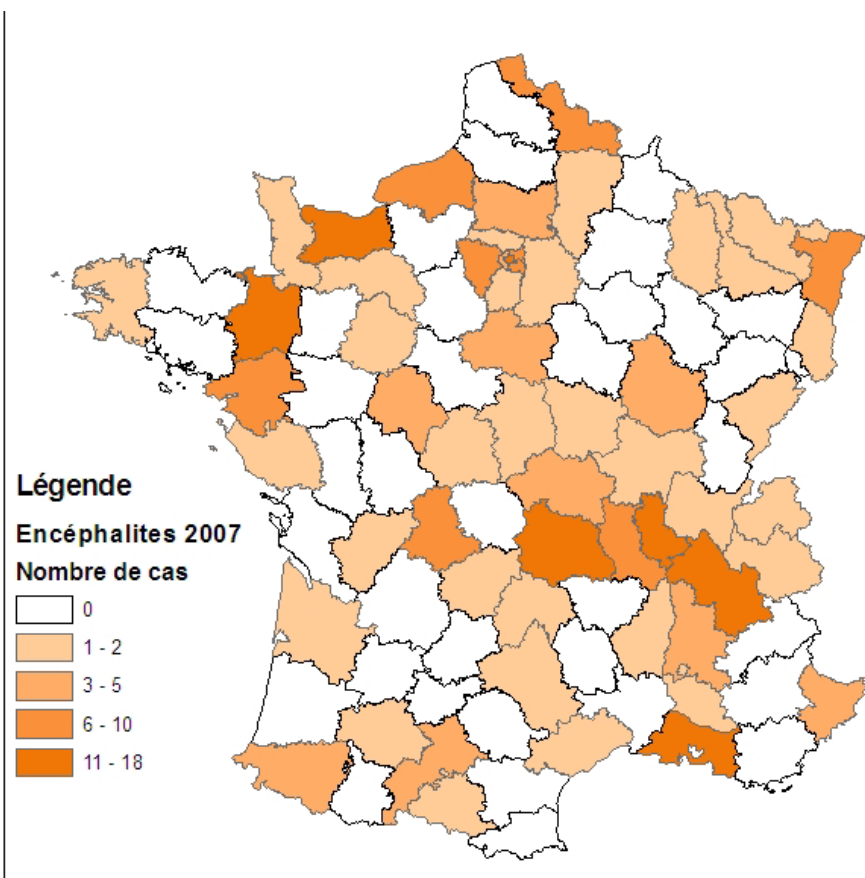 Légende
Encéphalites 2007
Nombre de cas
0
1 - 2
3 - 5
6 - 10
11 - 18